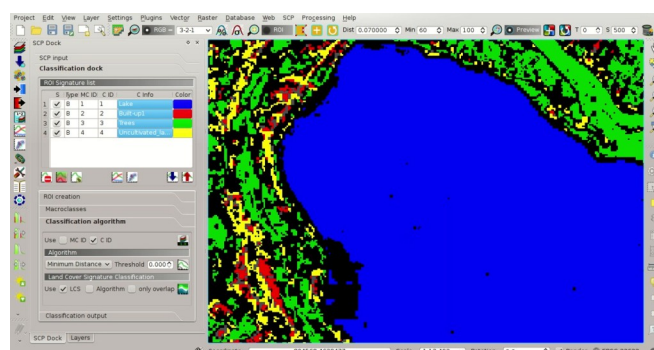 Project Edit View Layer Settings Plugins Vector Raster Database Web SCP Processing Help
RGB = 3-2-1 ROI Dist 0.070000 Min 60 Max 100 Preview T 0 S 500
SCP Dock
SCP input
Classification dock
ROI Signature list
S Type MC ID C ID C Info Color
1 B 1 1 Lake
2 B 2 2 Built-up1
3 B 3 3 Trees
4 B 4 4 Uncultivated_la
ROI creation
Macroclasses
Classification algorithm
Use MC ID C ID
Algorithm
Minimum Distance Threshold 0.000
Land Cover Signature Classification
Use LCS Algorithm only overlap
Classification output
SCP Dock Layers